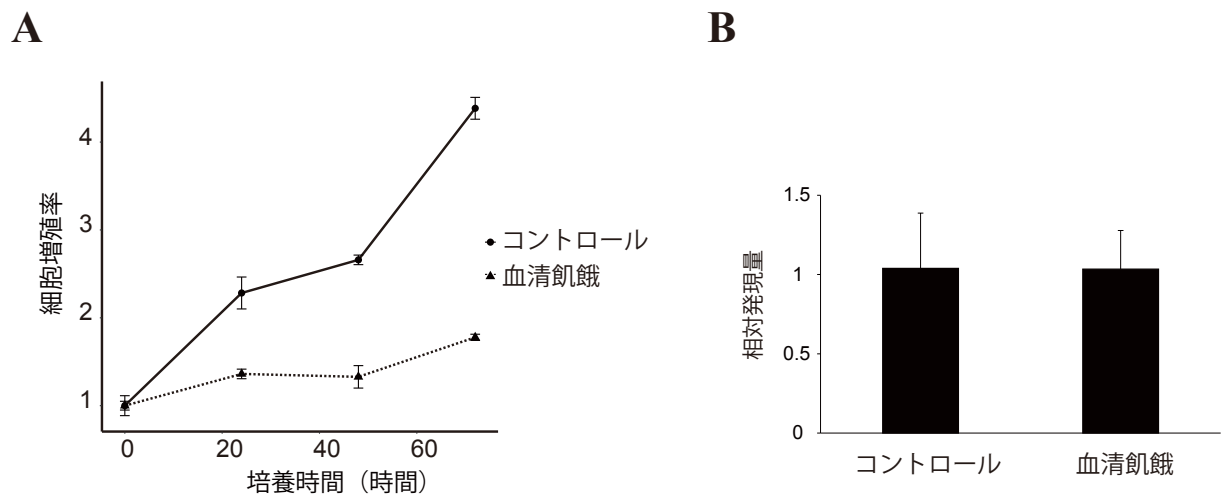 A
細胞増殖率
4
3
2
1
0
20
40
60
培養時間（時間）
コントロール
血清飢餓
B
相対発現量
1.5
1
0.5
0
コントロール
血清飢餓